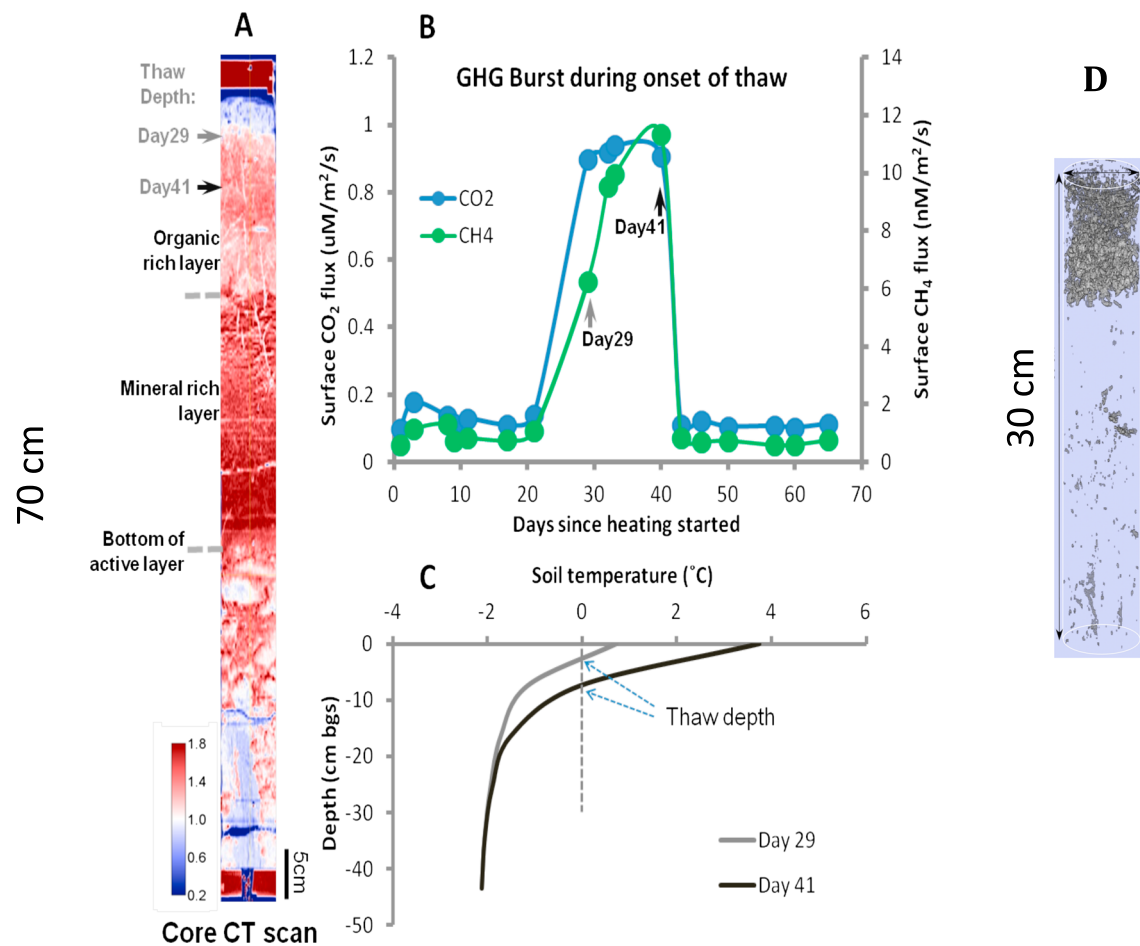 A
Thaw
Depth:
Day29
Day41
Organic
rich layer
Mineral rich
layer
70 cm
Bottom of
active layer
1.8
1.4
1.0
0.6
0.2
5cm
Core CT scan
B
GHG Burst during onset of thaw
1.2
1
0.8
0.6
0.4
0.2
0
Surface CO2 flux (uM/m²/s)
14
12
10
8
6
4
2
0
Surface CH4 flux (nM/m²/s)
CO2
CH4
Day41
Day29
0
10
20
30
40
50
60
70
Days since heating started
C
Soil temperature (˚C)
-4
-2
0
2
4
6
0
-10
-20
-30
-40
-50
Depth (cm bgs)
Thaw depth
Day 29
Day 41
D
30 cm